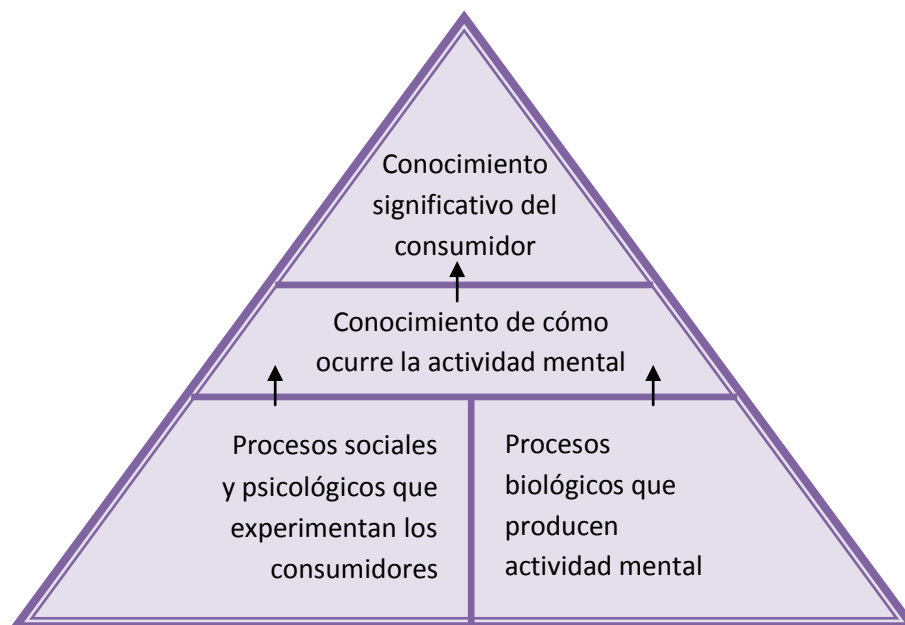 Conocimiento
significativo del
consumidor
Conocimiento de cómo
ocurre la actividad mental
Procesos sociales
y psicológicos que
experimentan los
consumidores
Procesos
biológicos que
producen
actividad mental